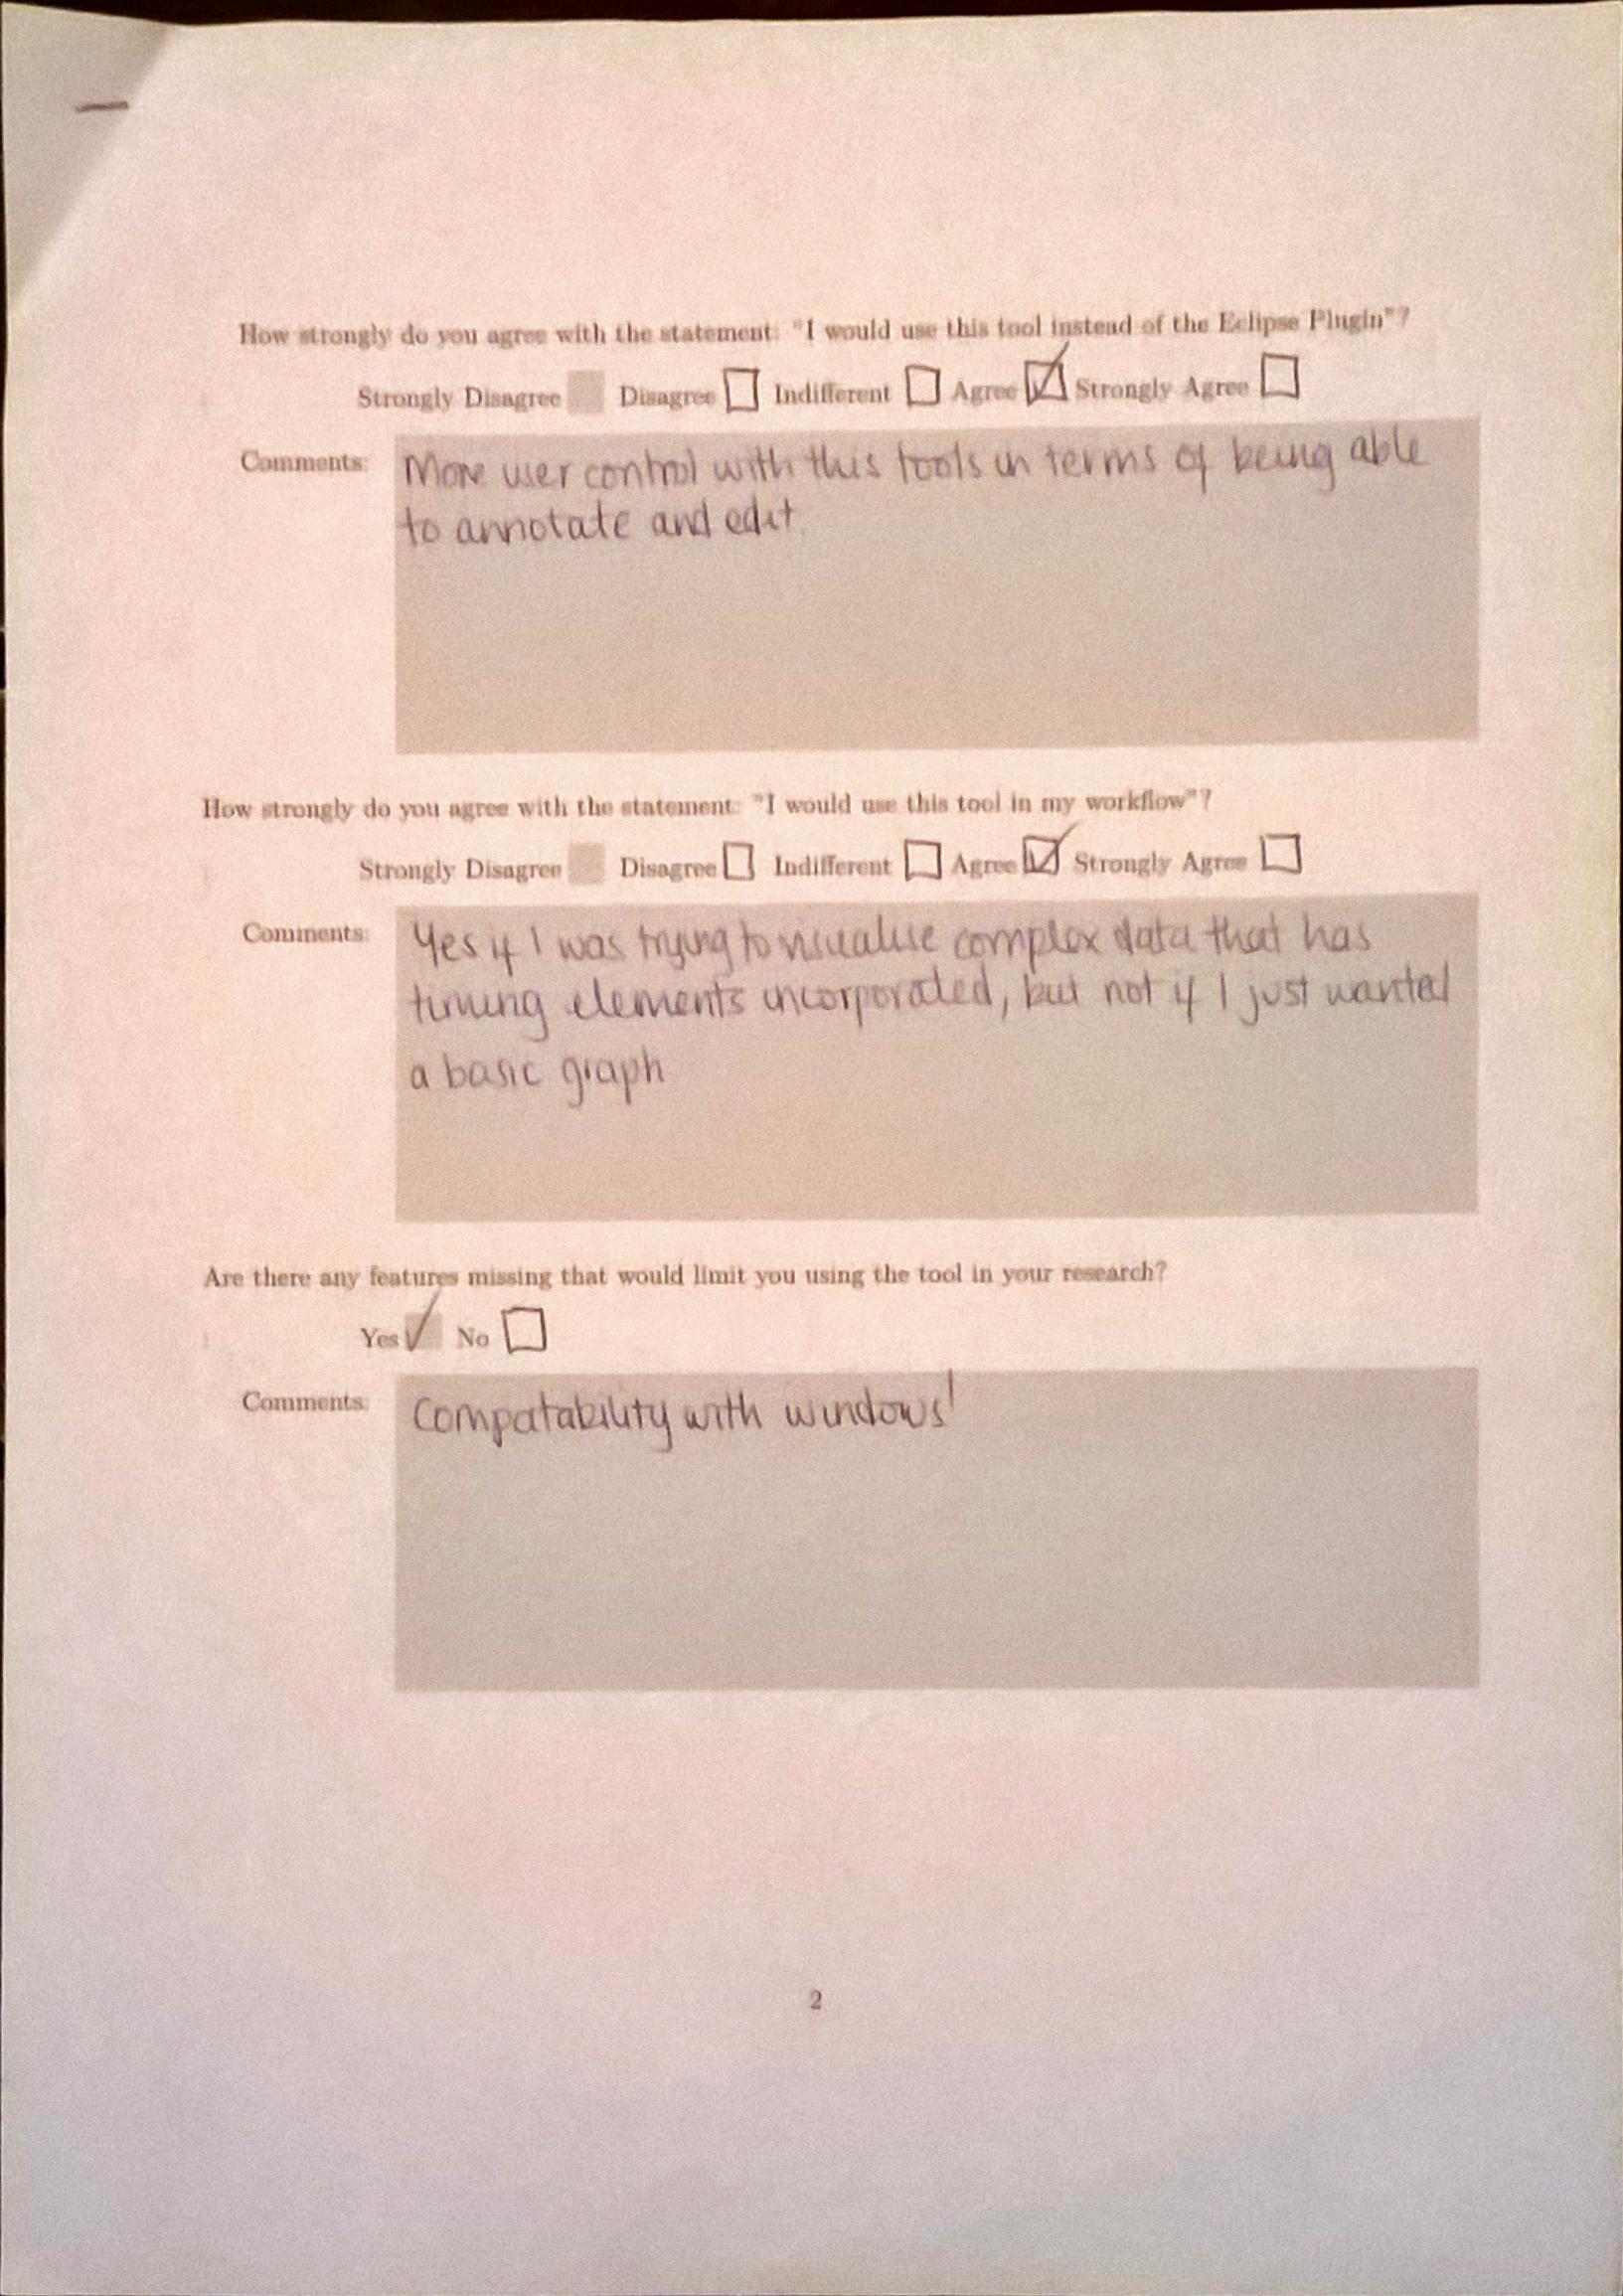 How strongly do you agree with the statement: "I would use this tool instead of the Eclipse Plugin"?
Strongly Disagree Disagree Indifferent Agree Strongly Agree
Comments: More user control with this tools in terms of being able
to annotate and edit.
How strongly do you agree with the statement: "I would use this tool in my workflow"?
Strongly Disagree Disagree Indifferent Agree Strongly Agree
Comments: Yes if I was trying to visualise complex data that has
timing elements incorporated, but not if I just wanted
a basic graph
Are there any features missing that would limit you using the tool in your research?
Yes No
Comments: Compatability with windows!
2